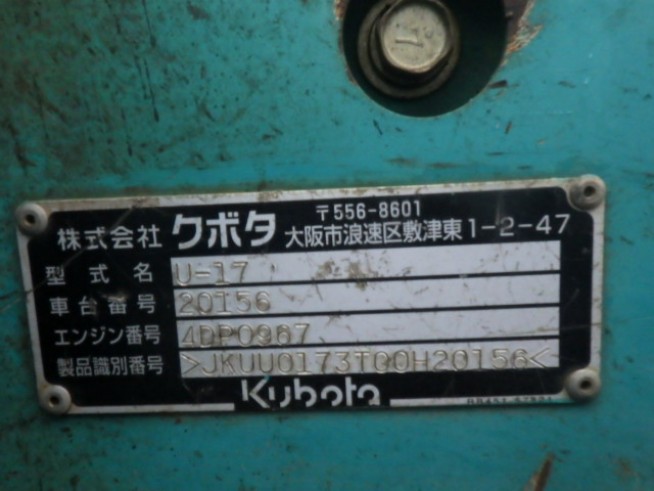 株式会社 クボタ 〒556-8601
大阪市浪速区敷津東1-2-47
型式名 U-17
車台番号 20156
エンジン番号 4DP0987
製品識別番号 >JKUU0173T00H20156<
Kubota